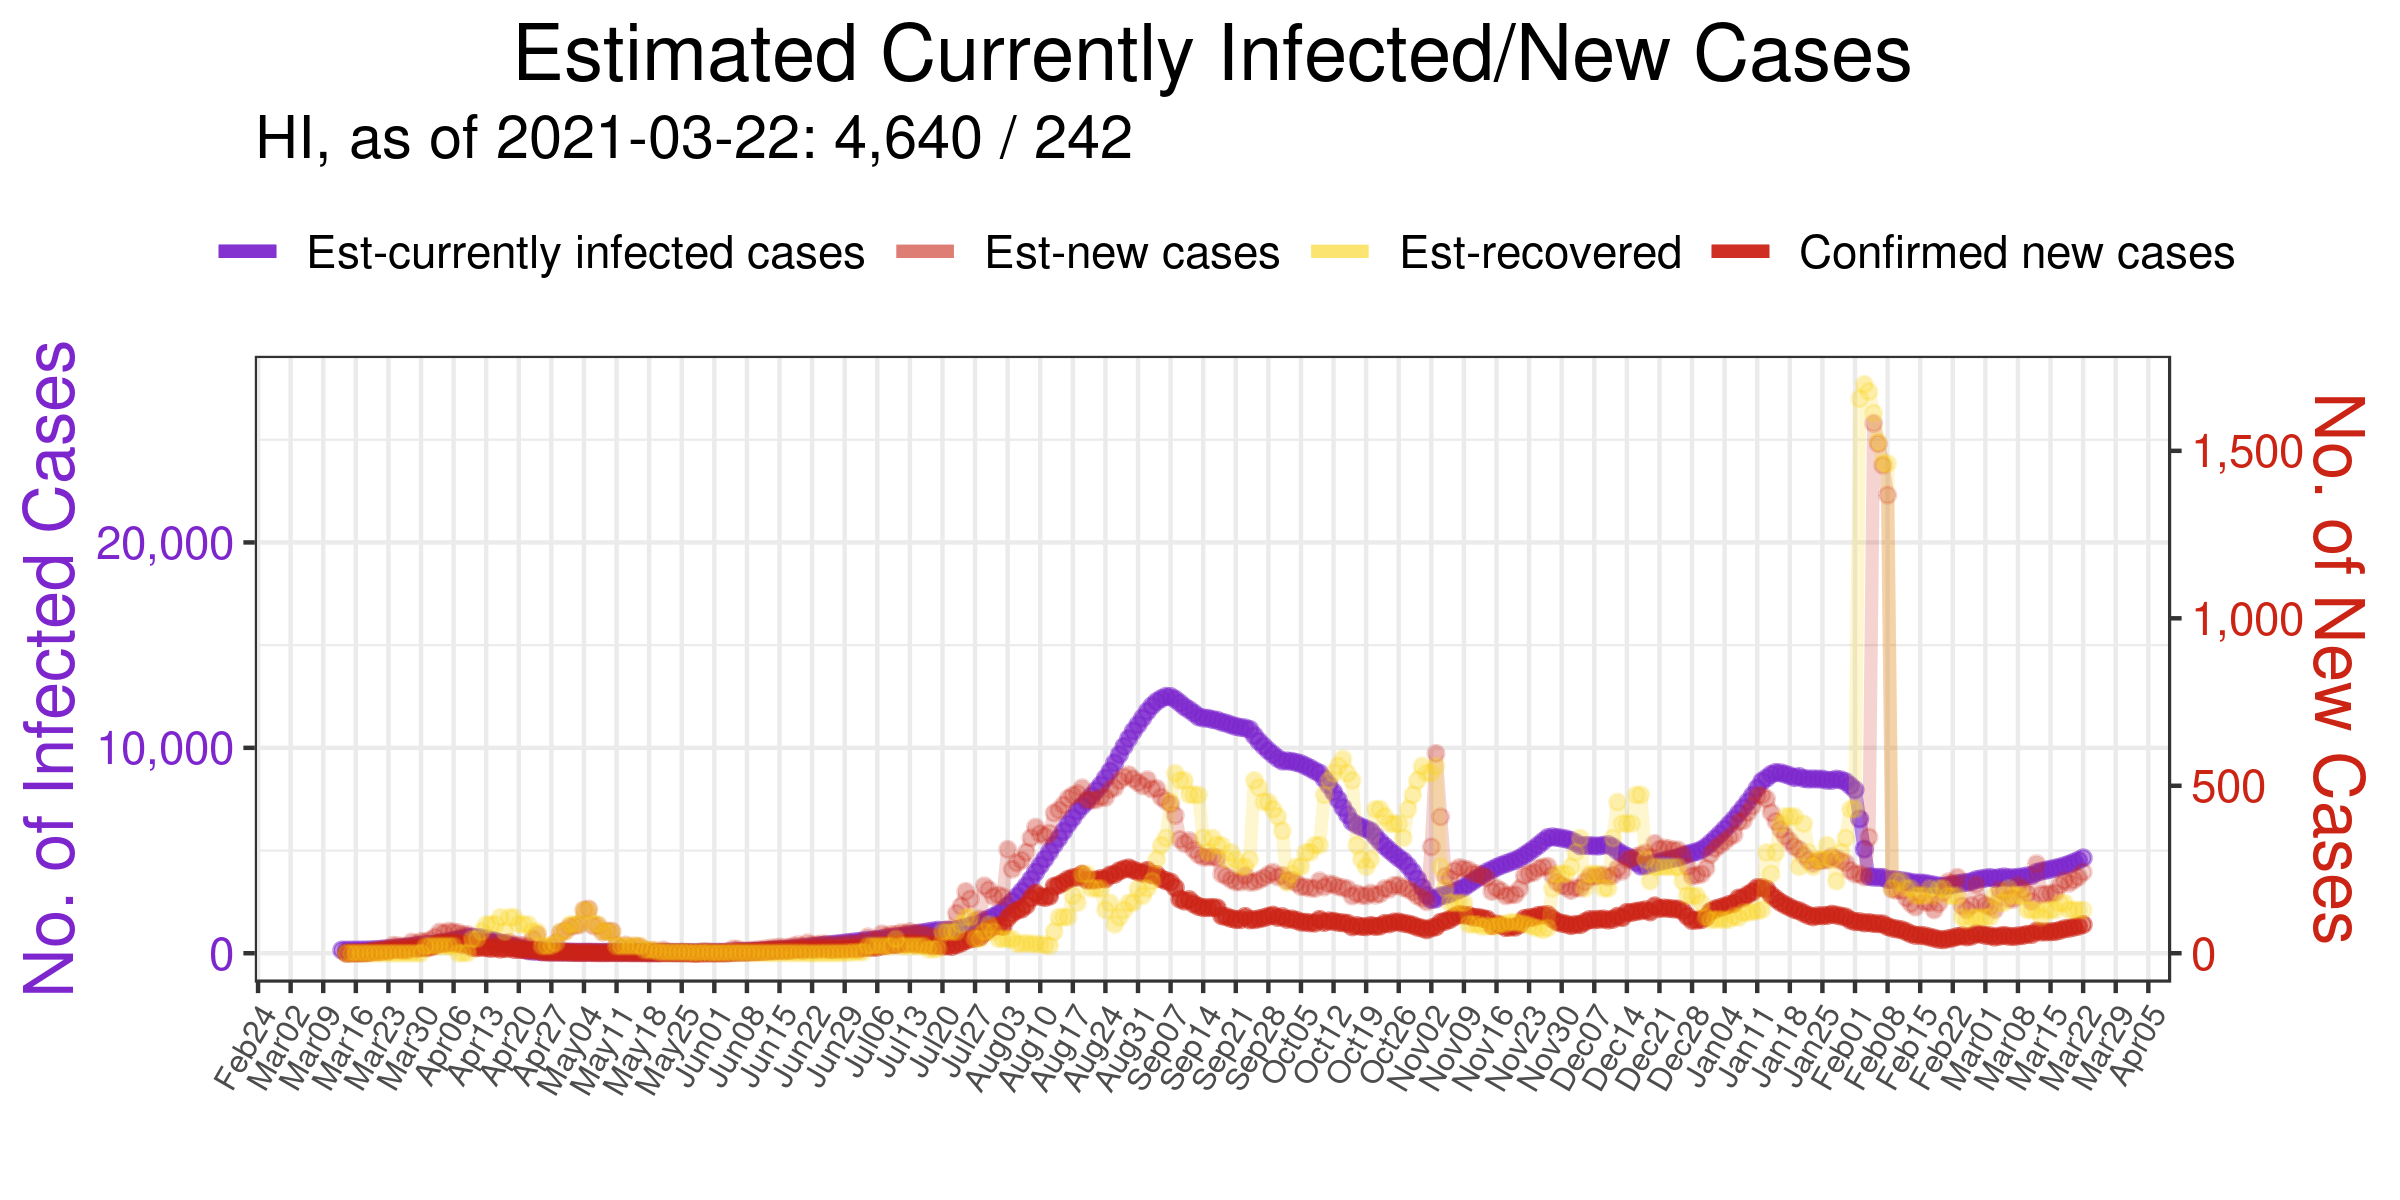 Estimated Currently Infected/New Cases
HI, as of 2021-03-22: 4,640 / 242
Est-currently infected cases
Est-new cases
Est-recovered
Confirmed new cases
No. of Infected Cases
20,000
10,000
0
1,500
1,000
500
0
No. of New Cases
Feb24
Mar02
Mar09
Mar16
Mar23
Mar30
Apr06
Apr13
Apr20
Apr27
May04
May11
May18
May25
Jun01
Jun08
Jun15
Jun22
Jun29
Jul06
Jul13
Jul20
Jul27
Aug03
Aug10
Aug17
Aug24
Aug31
Sep07
Sep14
Sep21
Sep28
Oct05
Oct12
Oct19
Oct26
Nov02
Nov09
Nov16
Nov23
Nov30
Dec07
Dec14
Dec21
Dec28
Jan04
Jan11
Jan18
Jan25
Feb01
Feb08
Feb15
Feb22
Mar01
Mar08
Mar15
Mar22
Mar29
Apr05